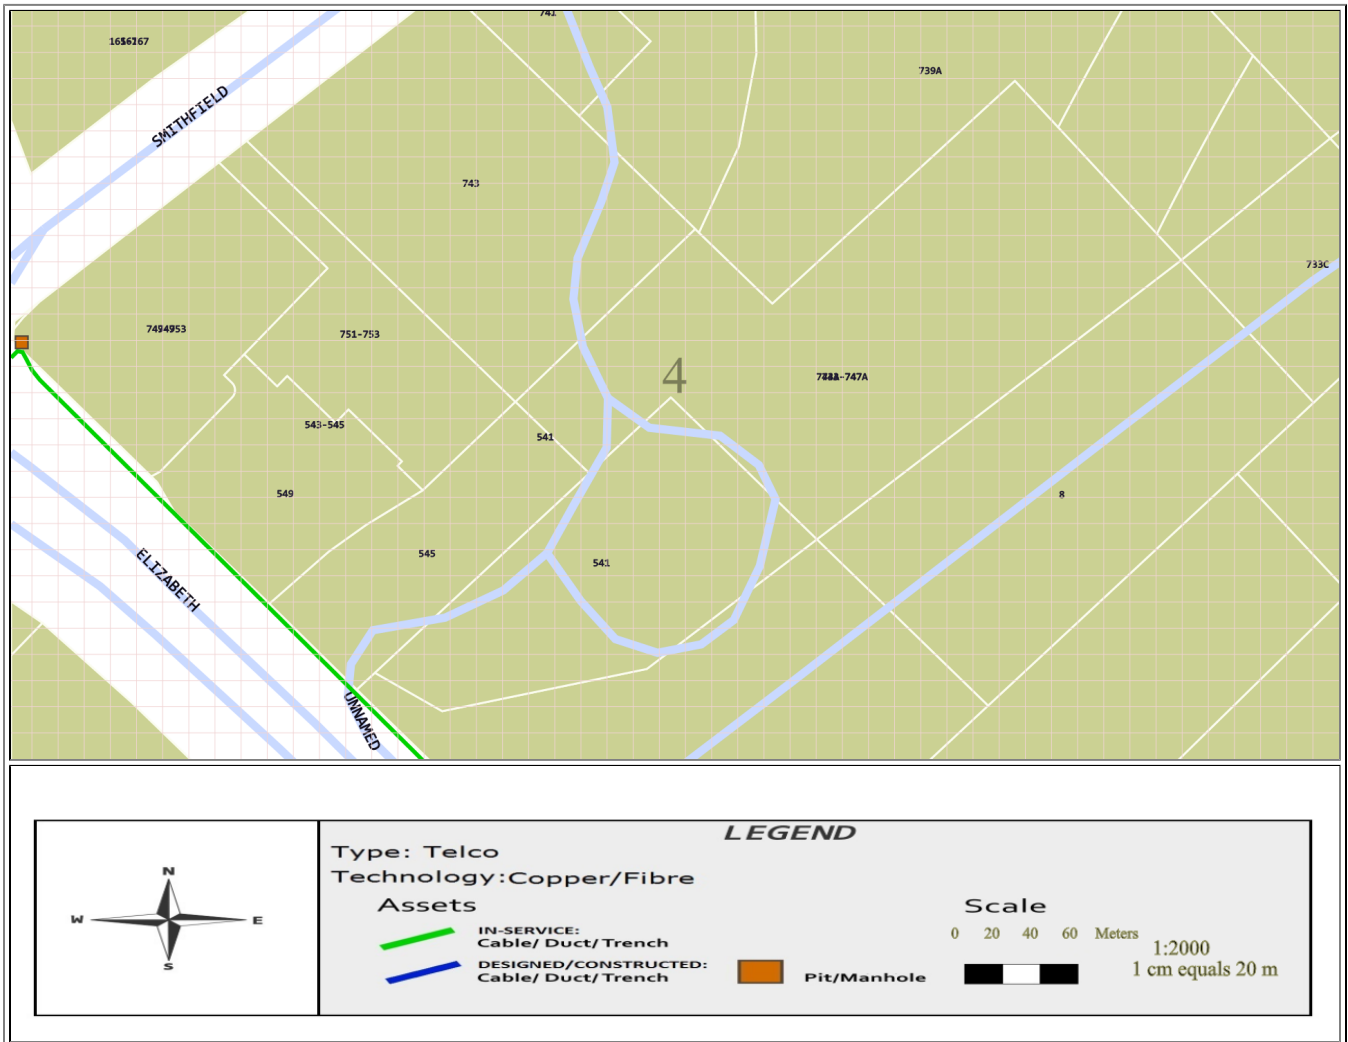 741
739A
SMITHFIELD
743
733C
751-753
4
543-545
541
549
8
545
541
ELIZABETH
UNNAMED
LEGEND
Type: Telco
Technology:Copper/Fibre
Assets
Scale
N
W E
S
IN-SERVICE:
Cable/ Duct/ Trench
DESIGNED/CONSTRUCTED:
Cable/ Duct/ Trench
Pit/Manhole
0 20 40 60 Meters
1:2000
1 cm equals 20 m